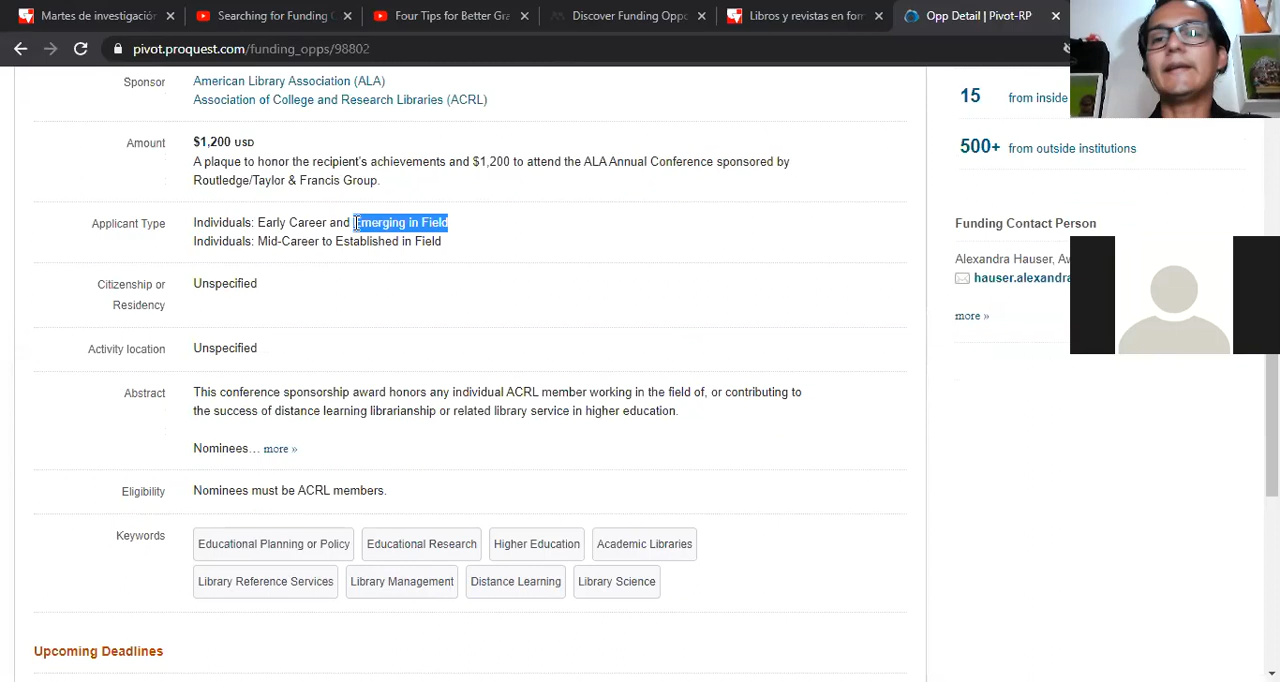 Martes de investigación
Searching for Funding
Four Tips for Better Gra
Discover Funding Oppo
Libros y revistas en for
Opp Detail | Pivot-RP
pivot.proquest.com/funding_opps/98802
Sponsor
American Library Association (ALA)
Association of College and Research Libraries (ACRL)
15 from inside
Amount
$1,200 USD
A plaque to honor the recipient's achievements and $1,200 to attend the ALA Annual Conference sponsored by
Routledge/Taylor & Francis Group.
500+ from outside institutions
Applicant Type
Individuals: Early Career and Emerging in Field
Individuals: Mid-Career to Established in Field
Funding Contact Person
Alexandra Hauser, Aw
hauser.alexandra
more »
Citizenship or
Residency
Unspecified
Activity location
Unspecified
Abstract
This conference sponsorship award honors any individual ACRL member working in the field of, or contributing to
the success of distance learning librarianship or related library service in higher education.
Nominees… more »
Eligibility
Nominees must be ACRL members.
Keywords
Educational Planning or Policy
Educational Research
Higher Education
Academic Libraries
Library Reference Services
Library Management
Distance Learning
Library Science
Upcoming Deadlines